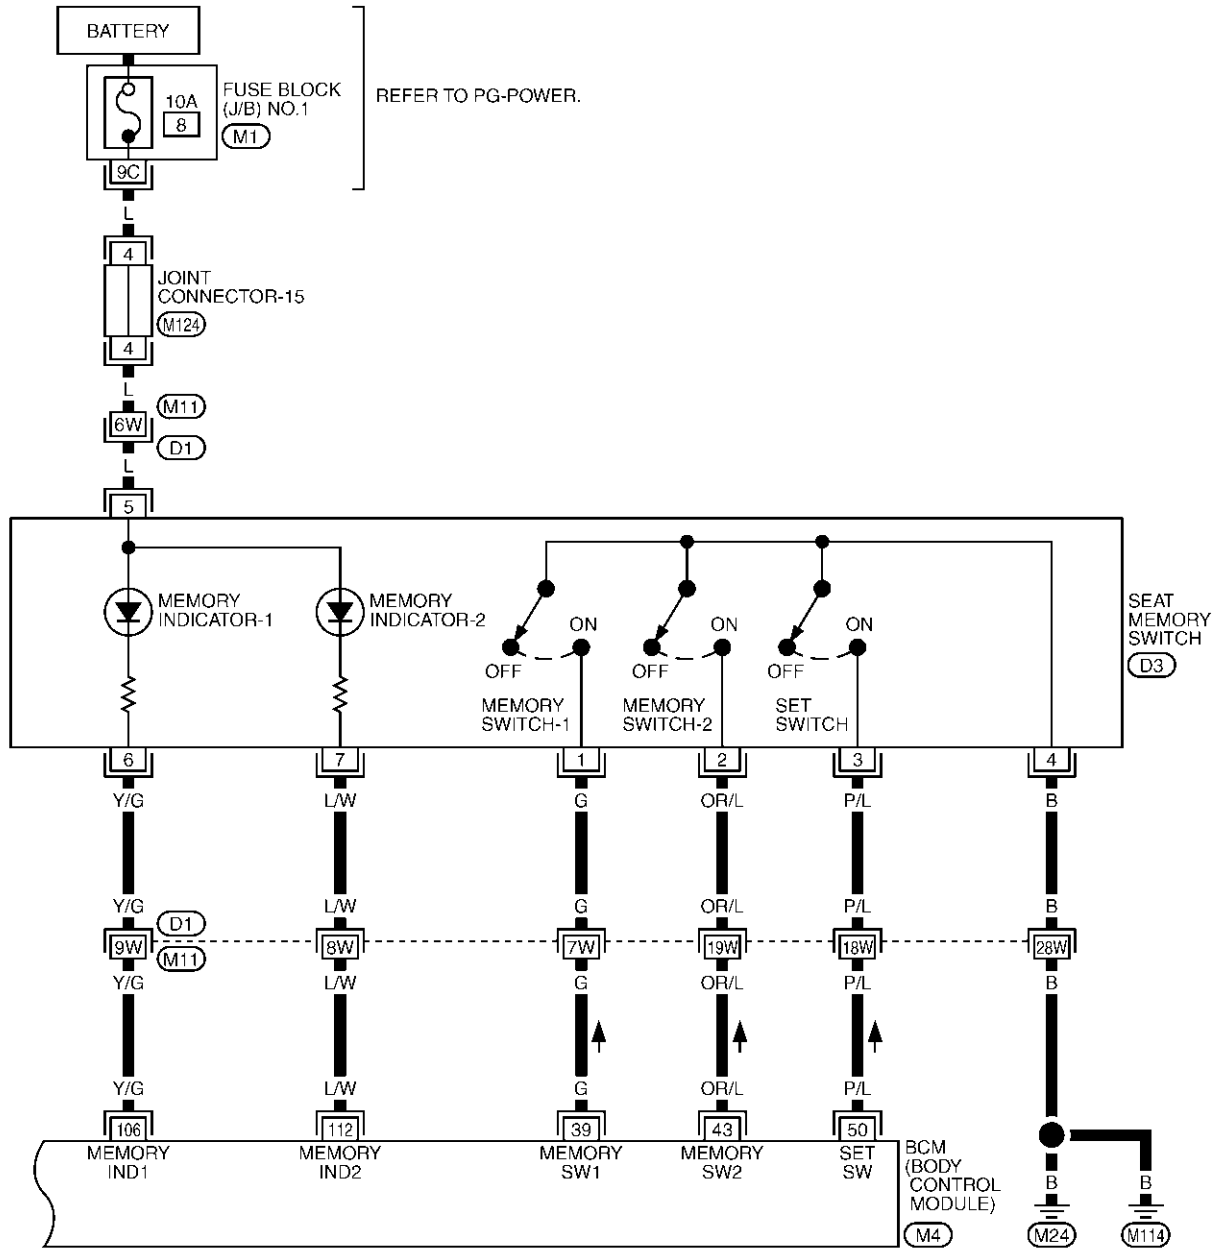 BATTERY
10A
8
FUSE BLOCK
(J/B) NO.1
M1
REFER TO PG-POWER.
9C
L
4
JOINT
CONNECTOR-15
M124
4
L
M11
6W
D1
L
5
MEMORY
INDICATOR-1
MEMORY
INDICATOR-2
OFF
ON
MEMORY
SWITCH-1
OFF
ON
MEMORY
SWITCH-2
OFF
ON
SET
SWITCH
SEAT
MEMORY
SWITCH
D3
6 7 1 2 3 4
Y/G L/W G OR/L P/L B
Y/G L/W G OR/L P/L B
D1
9W 8W 7W 19W 18W 28W
M11
Y/G L/W G OR/L P/L B
Y/G L/W G OR/L P/L
106 112 39 43 50
MEMORY
IND1
MEMORY
IND2
MEMORY
SW1
MEMORY
SW2
SET
SW
BCM
(BODY
CONTROL
MODULE)
M4
B B
M24 M114